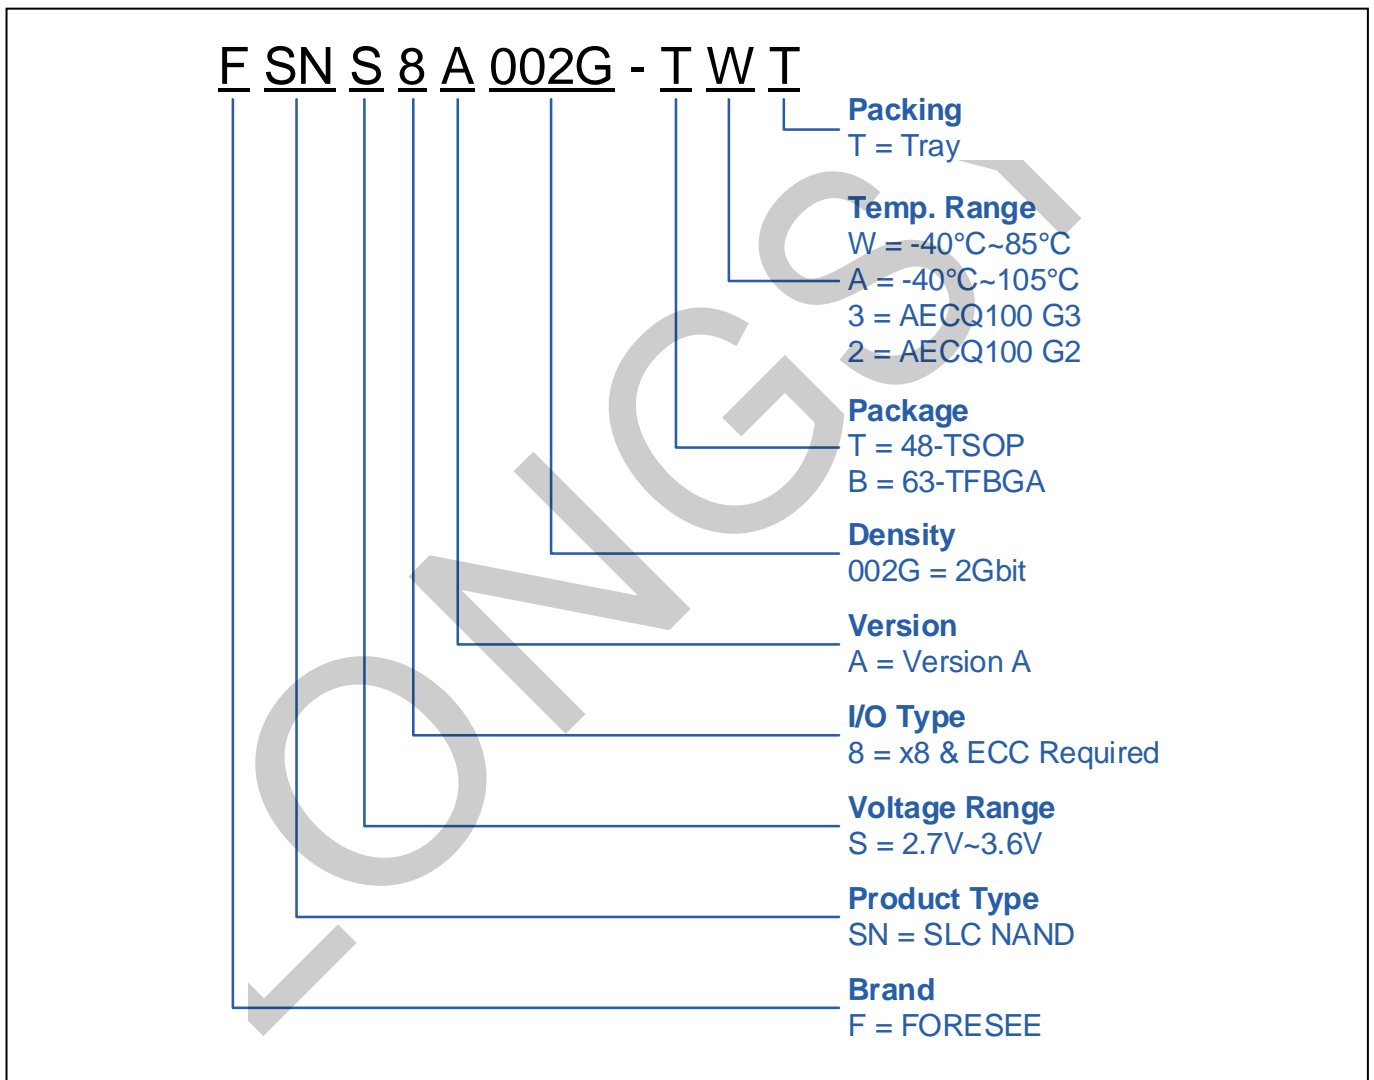 F SN S 8 A 002G - T W T
Packing
T = Tray
Temp. Range
W = -40°C~85°C
A = -40°C~105°C
3 = AECQ100 G3
2 = AECQ100 G2
Package
T = 48-TSOP
B = 63-TFBGA
Density
002G = 2Gbit
Version
A = Version A
I/O Type
8 = x8 & ECC Required
Voltage Range
S = 2.7V~3.6V
Product Type
SN = SLC NAND
Brand
F = FORESEE
LONGSY